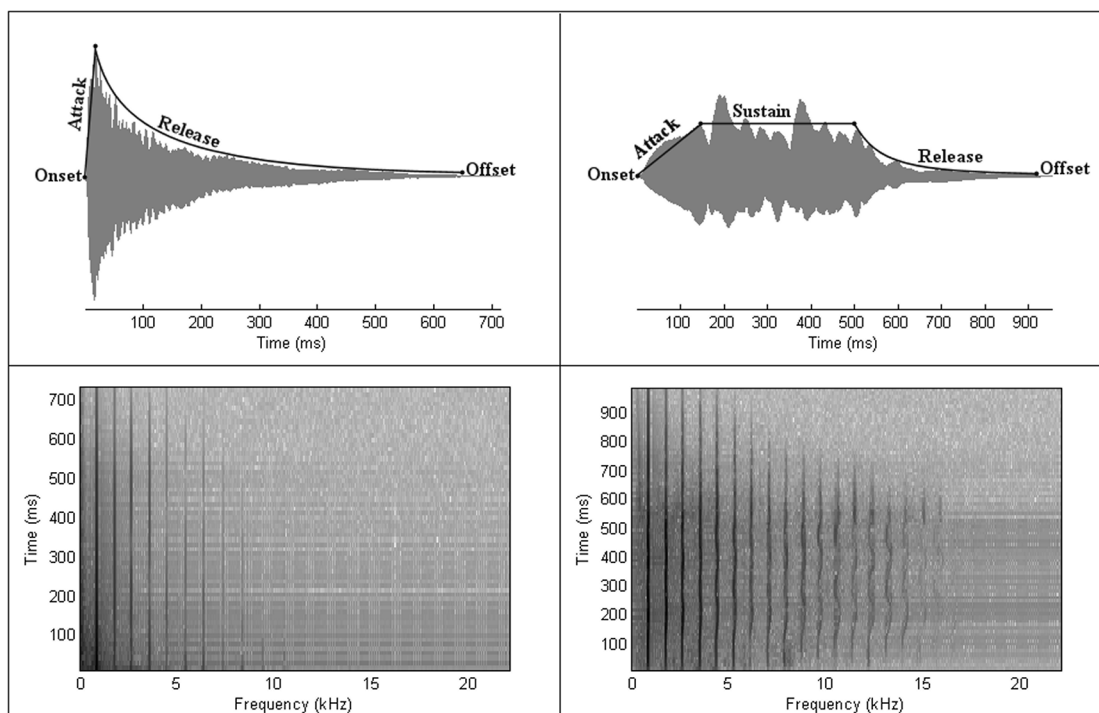 Attack
Release
Onset
Offset
100 200 300 400 500 600 700
Time (ms)
Attack
Sustain
Release
Onset
Offset
100 200 300 400 500 600 700 800 900
Time (ms)
700
600
500
400
300
200
100
Time (ms)
0 5 10 15 20
Frequency (kHz)
900
800
700
600
500
400
300
200
100
Time (ms)
0 5 10 15 20
Frequency (kHz)